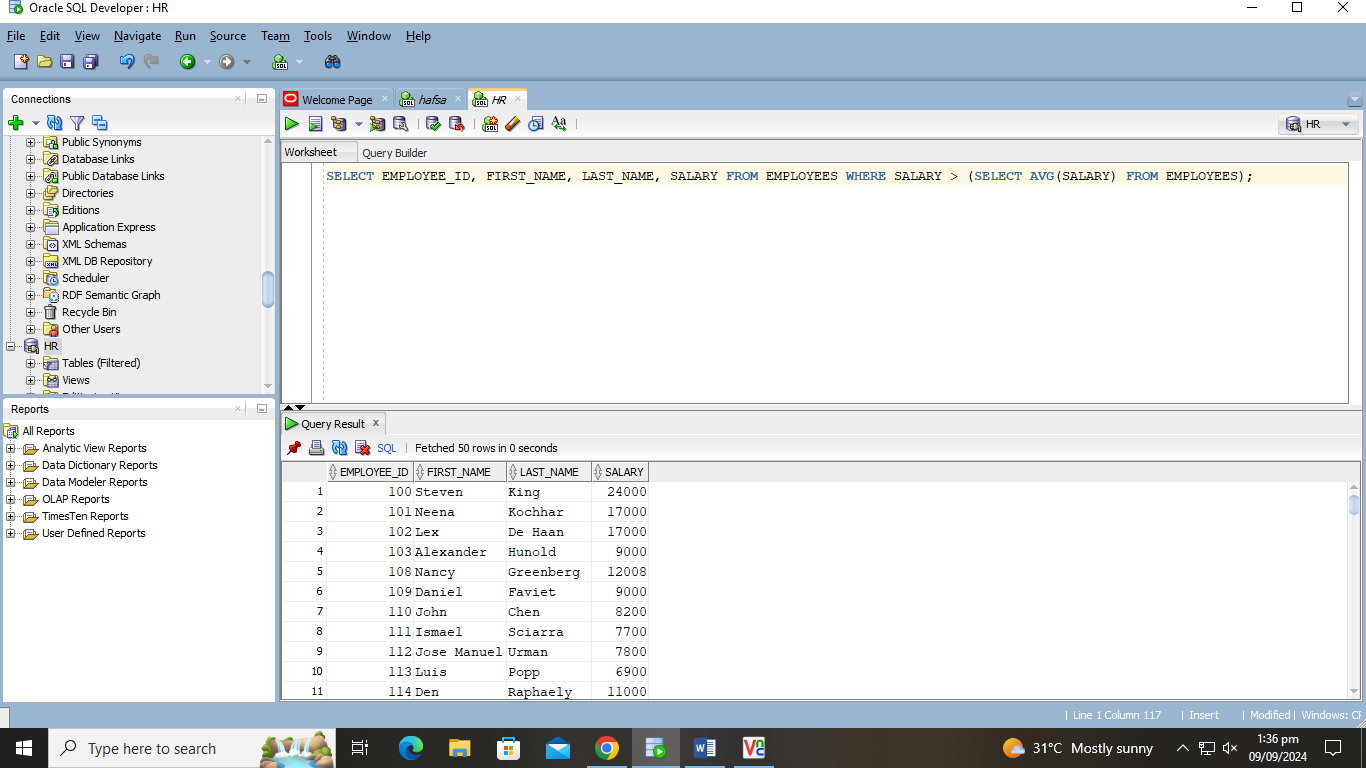 Oracle SQL Developer : HR
File Edit View Navigate Run Source Team Tools Window Help
Connections
Public Synonyms
Database Links
Public Database Links
Directories
Editions
Application Express
XML Schemas
XML DB Repository
Scheduler
RDF Semantic Graph
Recycle Bin
Other Users
HR
Tables (Filtered)
Views
Reports
All Reports
Analytic View Reports
Data Dictionary Reports
Data Modeler Reports
OLAP Reports
TimesTen Reports
User Defined Reports
Welcome Page hafsa HR
HR
Worksheet Query Builder
SELECT EMPLOYEE_ID, FIRST_NAME, LAST_NAME, SALARY FROM EMPLOYEES WHERE SALARY > (SELECT AVG(SALARY) FROM EMPLOYEES);
Query Result
SQL | Fetched 50 rows in 0 seconds
EMPLOYEE_ID FIRST_NAME LAST_NAME SALARY
1 100 Steven King 24000
2 101 Neena Kochhar 17000
3 102 Lex De Haan 17000
4 103 Alexander Hunold 9000
5 108 Nancy Greenberg 12008
6 109 Daniel Faviet 9000
7 110 John Chen 8200
8 111 Ismael Sciarra 7700
9 112 Jose Manuel Urman 7800
10 113 Luis Popp 6900
11 114 Den Raphaely 11000
| Line 1 Column 117 | Insert | Modified | Windows: CF
Type here to search
31°C Mostly sunny
1:36 pm
09/09/2024